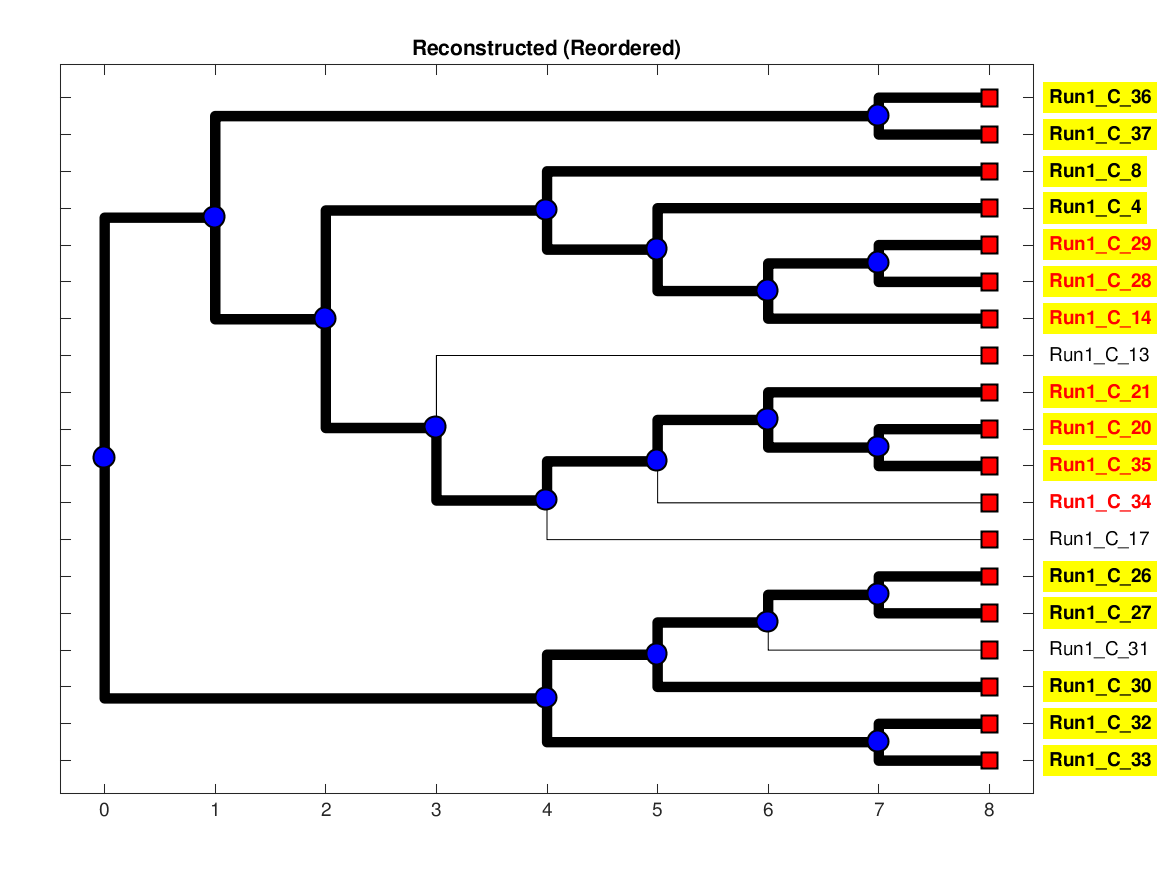 Reconstructed (Reordered)
Run1_C_36
Run1_C_37
Run1_C_8
Run1_C_4
Run1_C_29
Run1_C_28
Run1_C_14
Run1_C_13
Run1_C_21
Run1_C_20
Run1_C_35
Run1_C_34
Run1_C_17
Run1_C_26
Run1_C_27
Run1_C_31
Run1_C_30
Run1_C_32
Run1_C_33
0 1 2 3 4 5 6 7 8